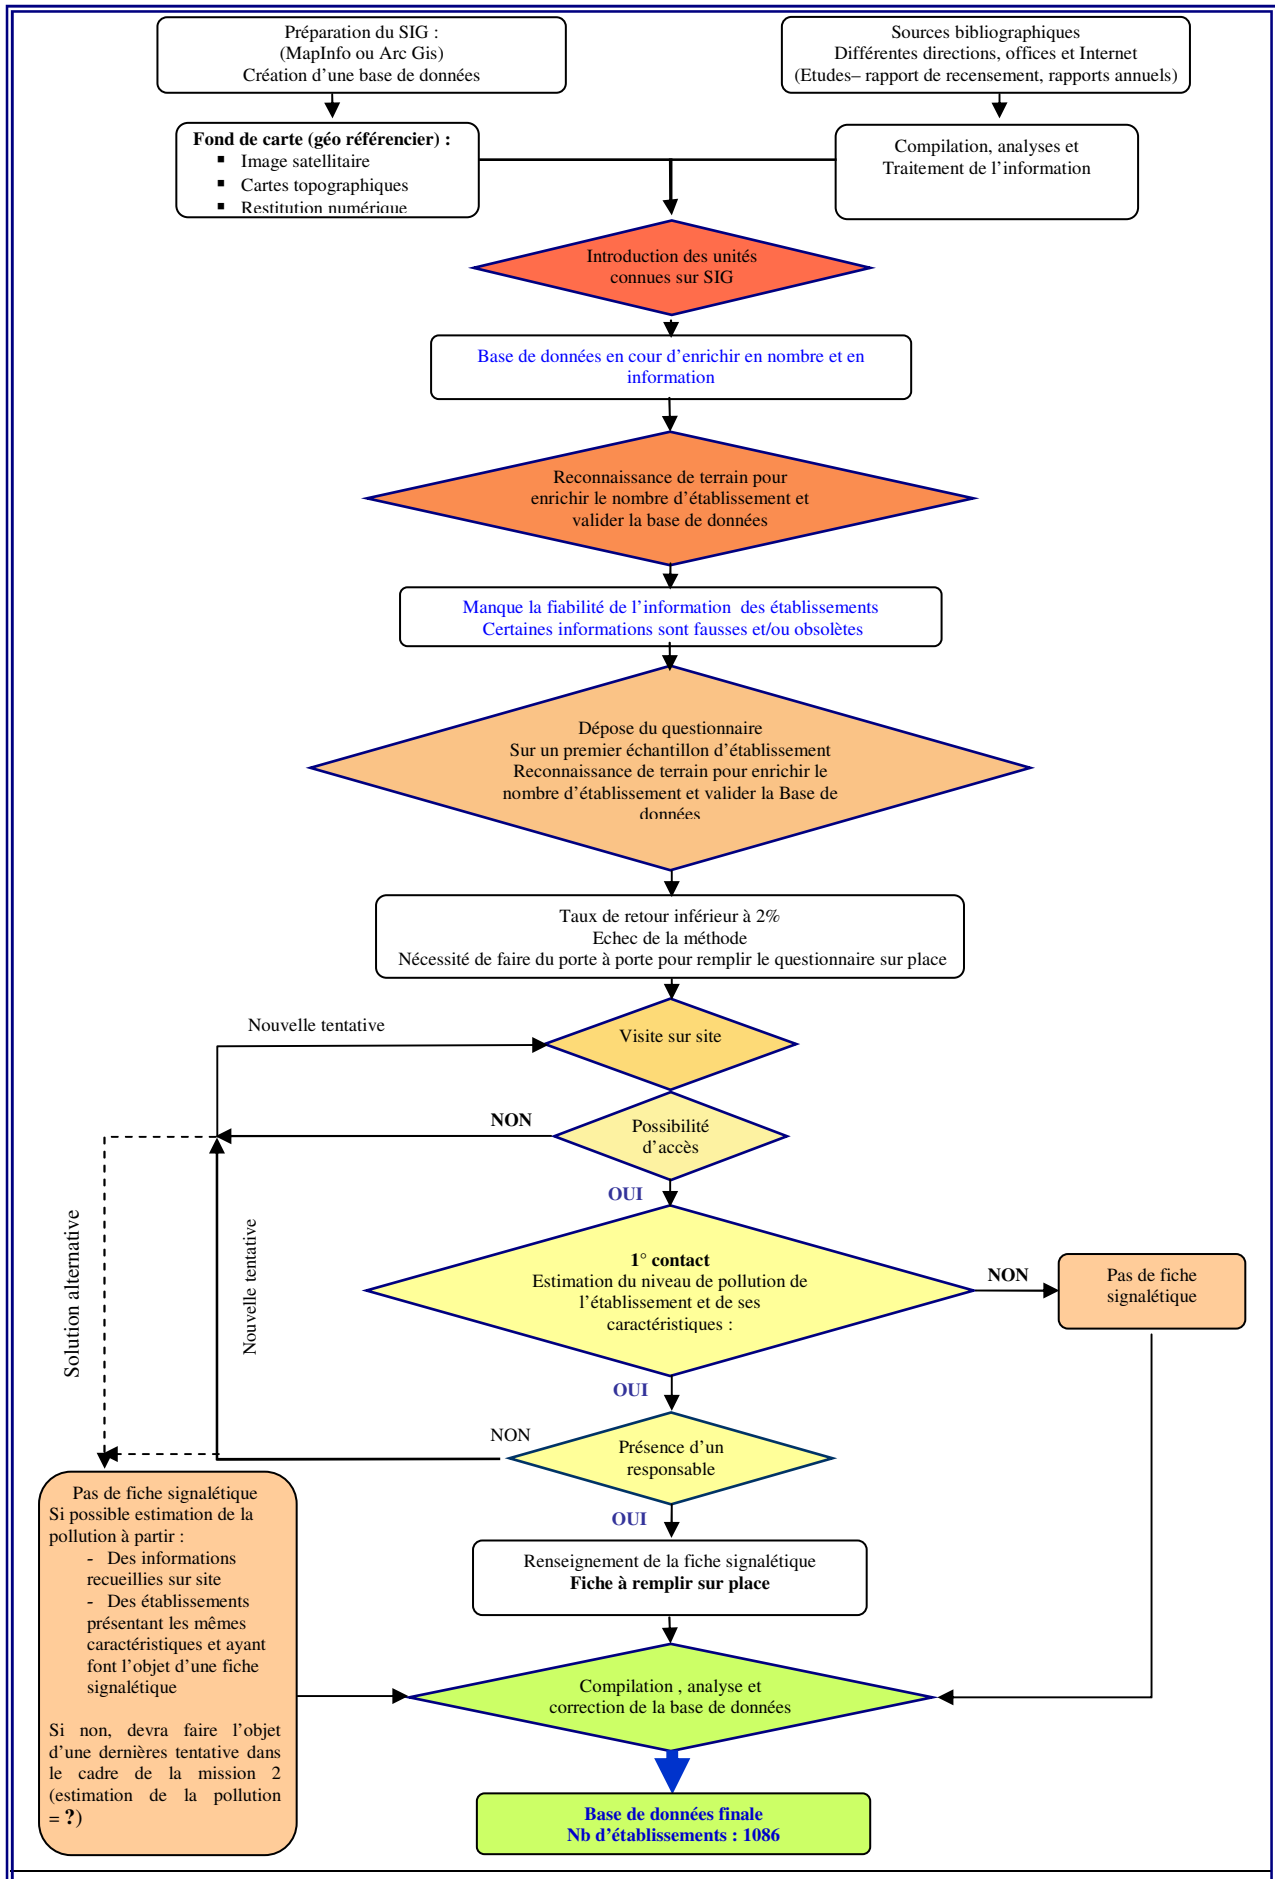 Préparation du SIG :
(MapInfo ou Arc Gis)
Création d'une base de données
Sources bibliographiques
Différentes directions, offices et Internet
(Etudes– rapport de recensement, rapports annuels)
Fond de carte (géo référencier) :
▪ Image satellitaire
▪ Cartes topographiques
▪ Restitution numérique
Compilation, analyses et
Traitement de l'information
Introduction des unités
connues sur SIG
Base de données en cour d'enrichir en nombre et en
information
Reconnaissance de terrain pour
enrichir le nombre d'établissement et
valider la base de données
Manque la fiabilité de l'information des établissements
Certaines informations sont fausses et/ou obsolètes
Dépose du questionnaire
Sur un premier échantillon d'établissement
Reconnaissance de terrain pour enrichir le
nombre d'établissement et valider la Base de
données
Taux de retour inférieur à 2%
Echec de la méthode
Nécessité de faire du porte à porte pour remplir le questionnaire sur place
Nouvelle tentative
Visite sur site
NON
Possibilité
d'accès
OUI
Solution alternative
Nouvelle tentative
1° contact
Estimation du niveau de pollution de
l'établissement et de ses
caractéristiques :
NON
Pas de fiche
signalétique
OUI
NON
Présence d'un
responsable
OUI
Renseignement de la fiche signalétique
Fiche à remplir sur place
Pas de fiche signalétique
Si possible estimation de la
pollution à partir :
- Des informations
recueillies sur site
- Des établissements
présentant les mêmes
caractéristiques et ayant
font l'objet d'une fiche
signalétique
Si non, devra faire l'objet
d'une dernières tentative dans
le cadre de la mission 2
(estimation de la pollution
= ?)
Compilation , analyse et
correction de la base de données
Base de données finale
Nb d'établissements : 1086